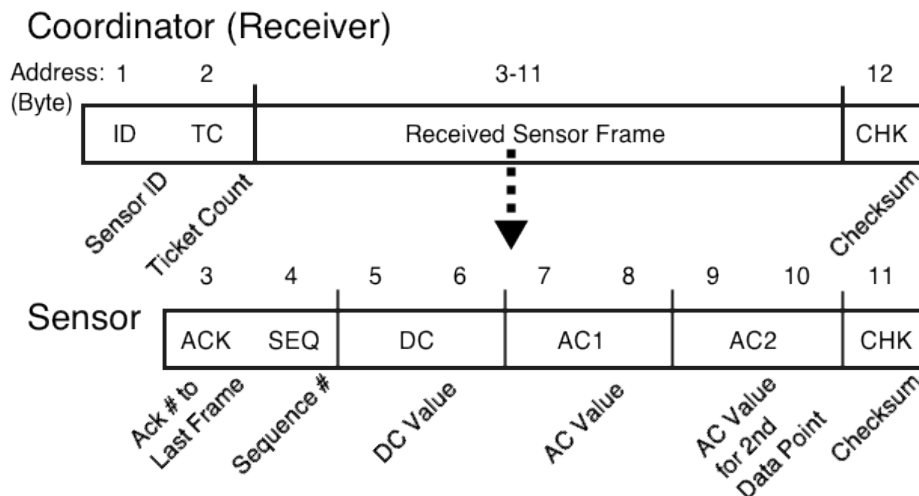 Coordinator (Receiver)
Address: 1 2 3-11 12
(Byte)
ID TC Received Sensor Frame CHK
Sensor ID
Ticket Count
Checksum
3 4 5 6 7 8 9 10 11
Sensor
ACK SEQ DC AC1 AC2 CHK
Ack # to
Last Frame
Sequence #
DC Value
AC Value
AC Value
for 2nd
Data Point
Checksum